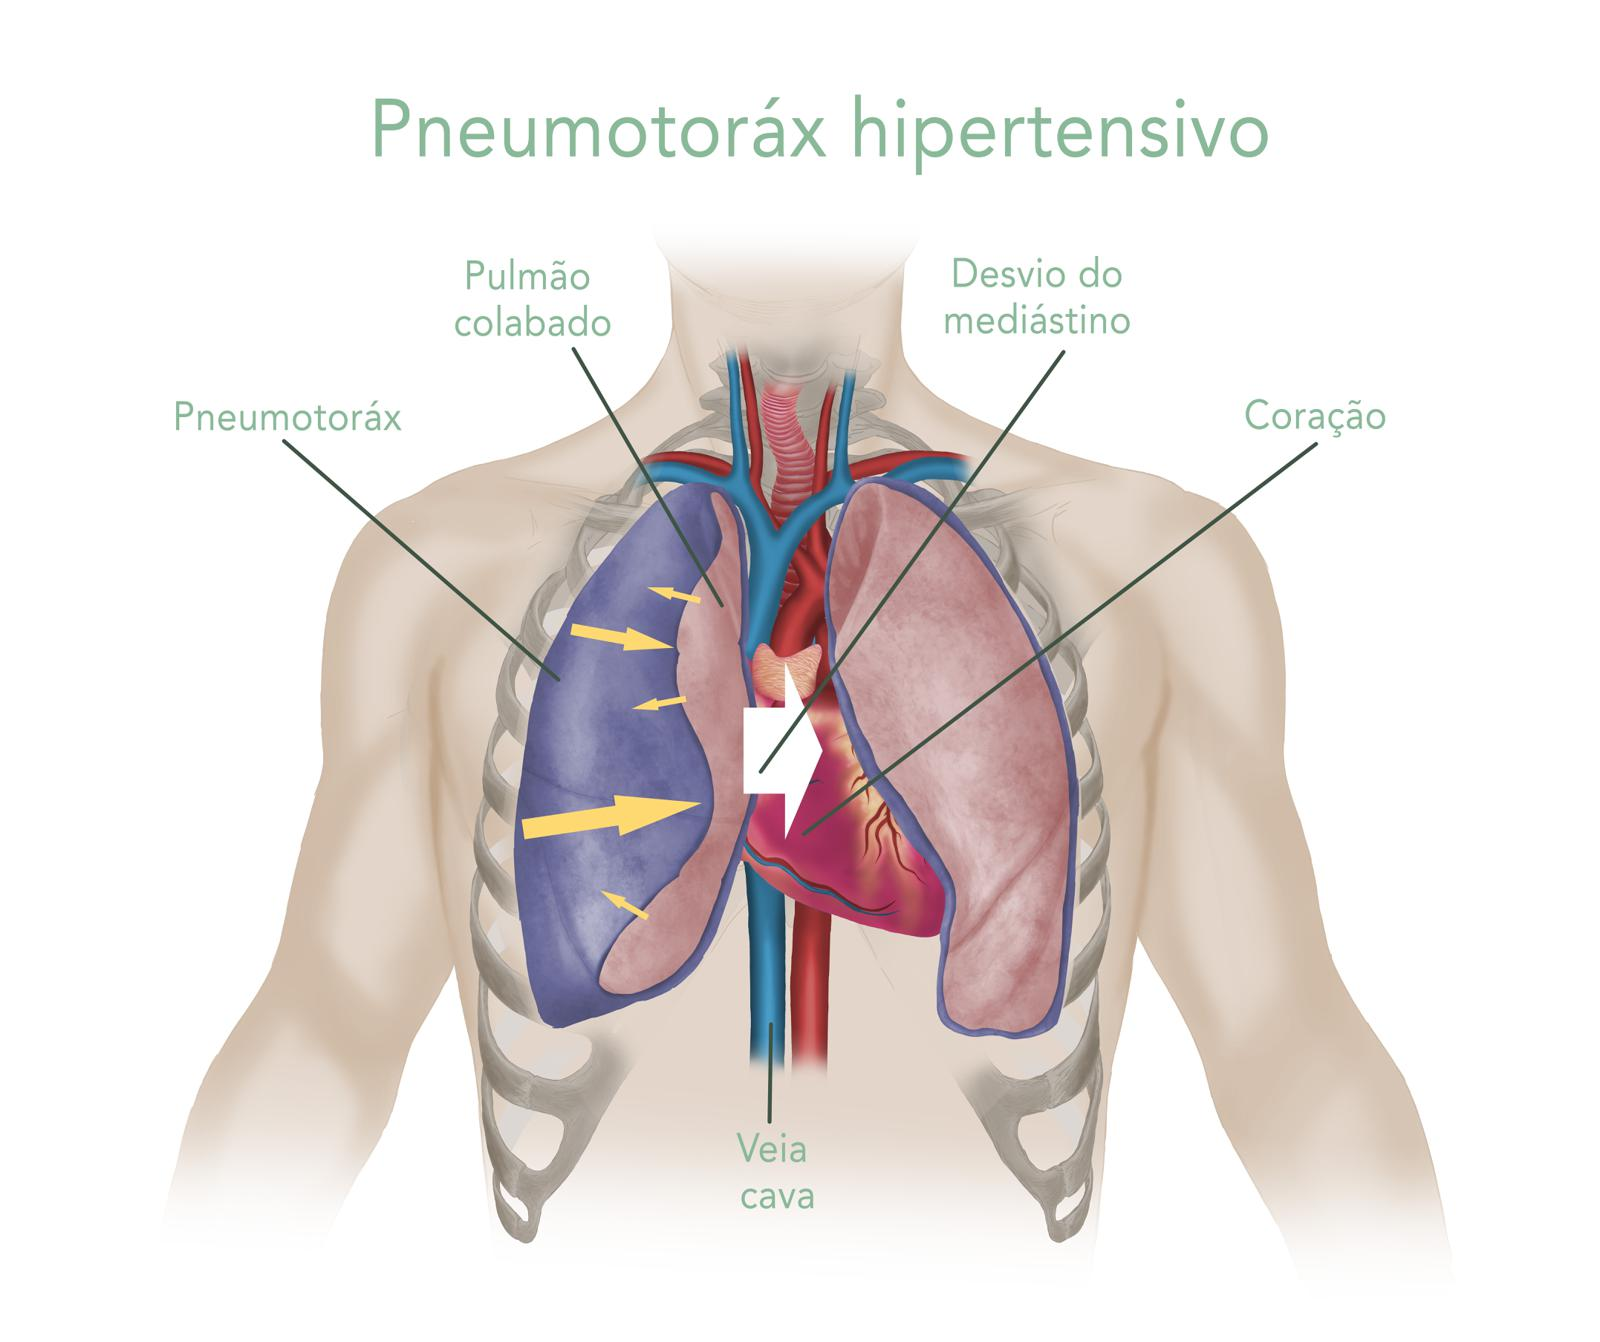 Pneumotoráx hipertensivo
Pulmão
colabado
Desvio do
mediástino
Pneumotoráx
Coração
Veia
cava